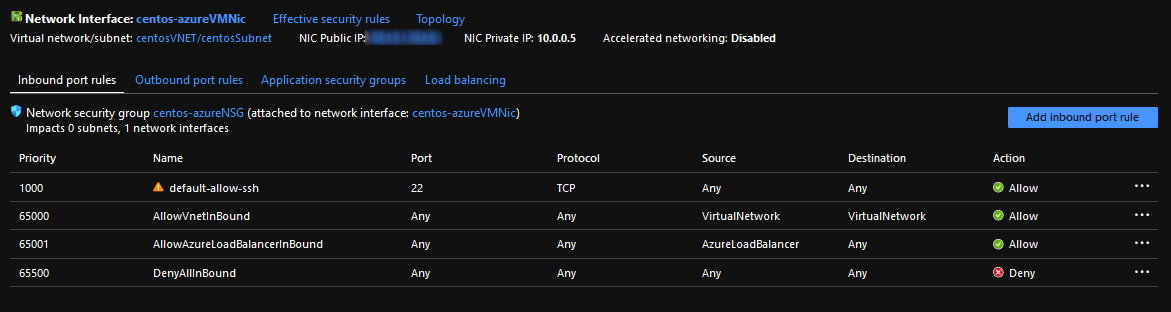 Network Interface: centos-azureVMNic Effective security rules Topology
Virtual network/subnet: centosVNET/centosSubnet NIC Public IP: NIC Private IP: 10.0.0.5 Accelerated networking: Disabled
Inbound port rules Outbound port rules Application security groups Load balancing
Network security group centos-azureNSG (attached to network interface: centos-azureVMNic)
Impacts 0 subnets, 1 network interfaces
Add inbound port rule
Priority Name Port Protocol Source Destination Action
1000 default-allow-ssh 22 TCP Any Any Allow ...
65000 AllowVnetInBound Any Any VirtualNetwork VirtualNetwork Allow ...
65001 AllowAzureLoadBalancerInBound Any Any AzureLoadBalancer Any Allow ...
65500 DenyAllInBound Any Any Any Any Deny ...